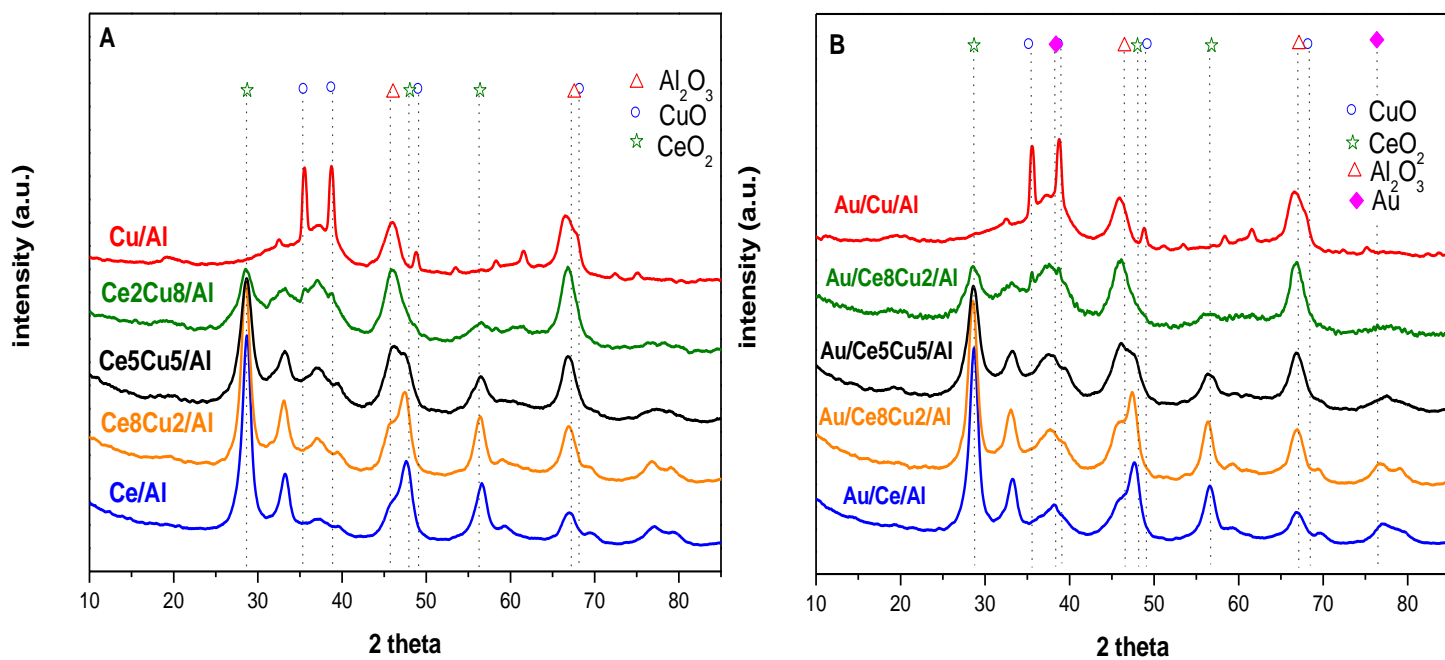 A
Al2O3
CuO
CeO2
Cu/Al
Ce2Cu8/Al
Ce5Cu5/Al
Ce8Cu2/Al
Ce/Al
intensity (a.u.)
10 20 30 40 50 60 70 80
2 theta
B
CuO
CeO2
Al2O3
Au
Au/Cu/Al
Au/Ce8Cu2/Al
Au/Ce5Cu5/Al
Au/Ce8Cu2/Al
Au/Ce/Al
intensity (a.u.)
10 20 30 40 50 60 70 80
2 theta